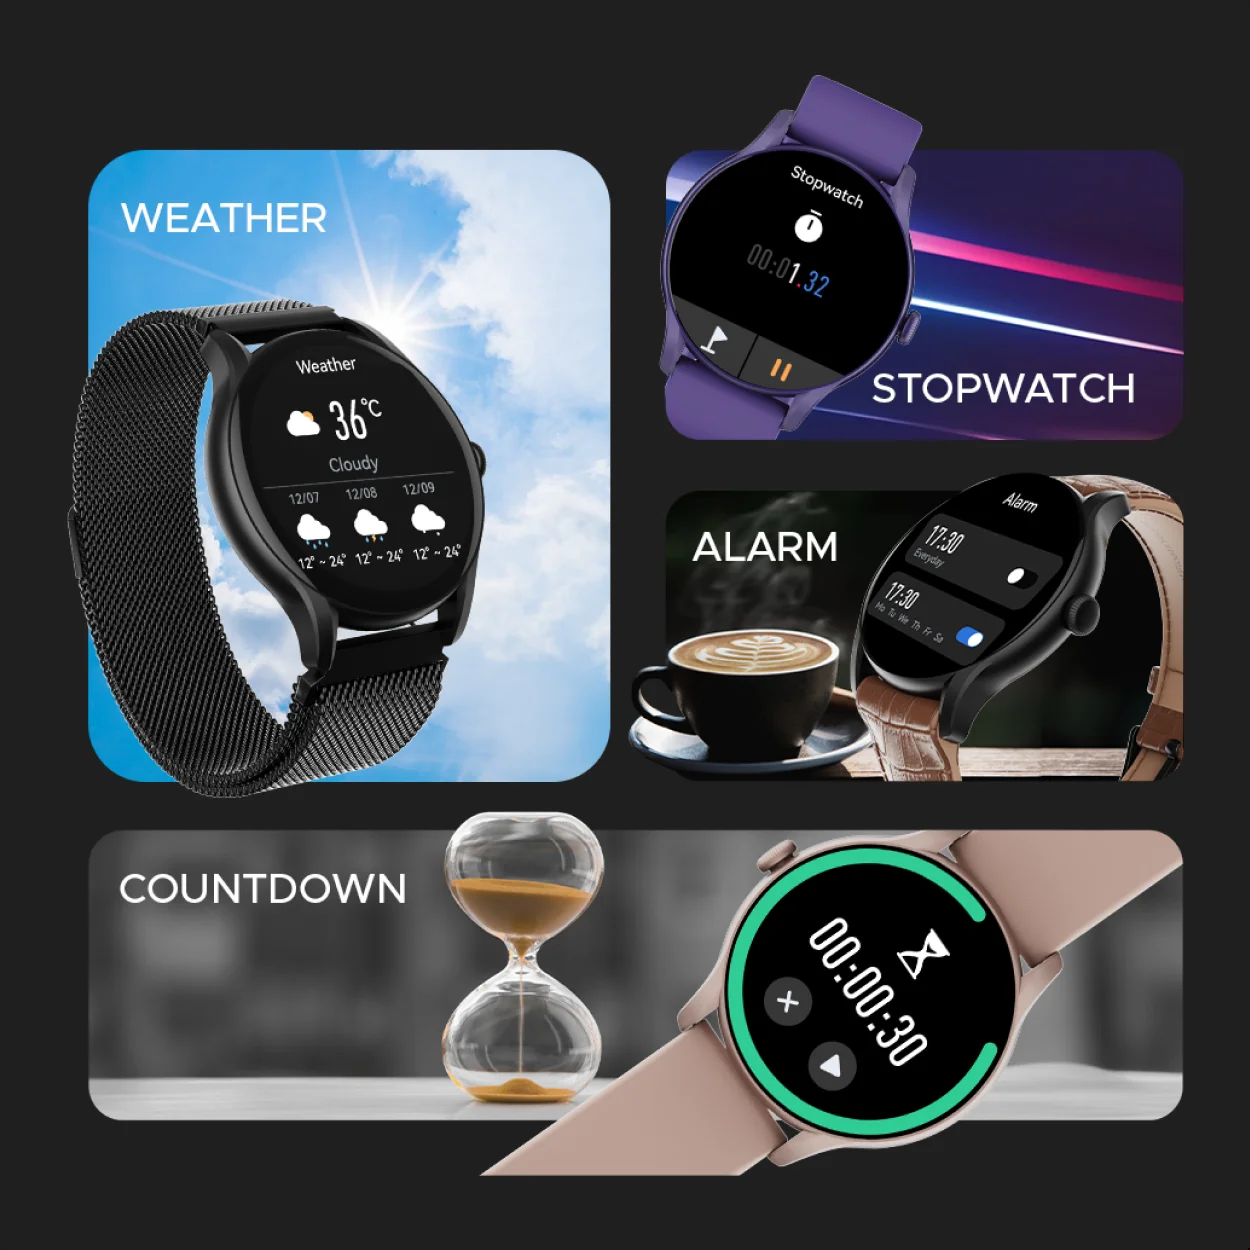 WEATHER
Weather
36°C
Cloudy
12/07 12/08 12/09
12° ~ 24° 12° ~ 24° 12° ~ 24°
Stopwatch
00:01.32
STOPWATCH
ALARM
Alarm
17:30
Everyday
17:30
Mo Tu We Th Fr Sa
COUNTDOWN
00:00:30